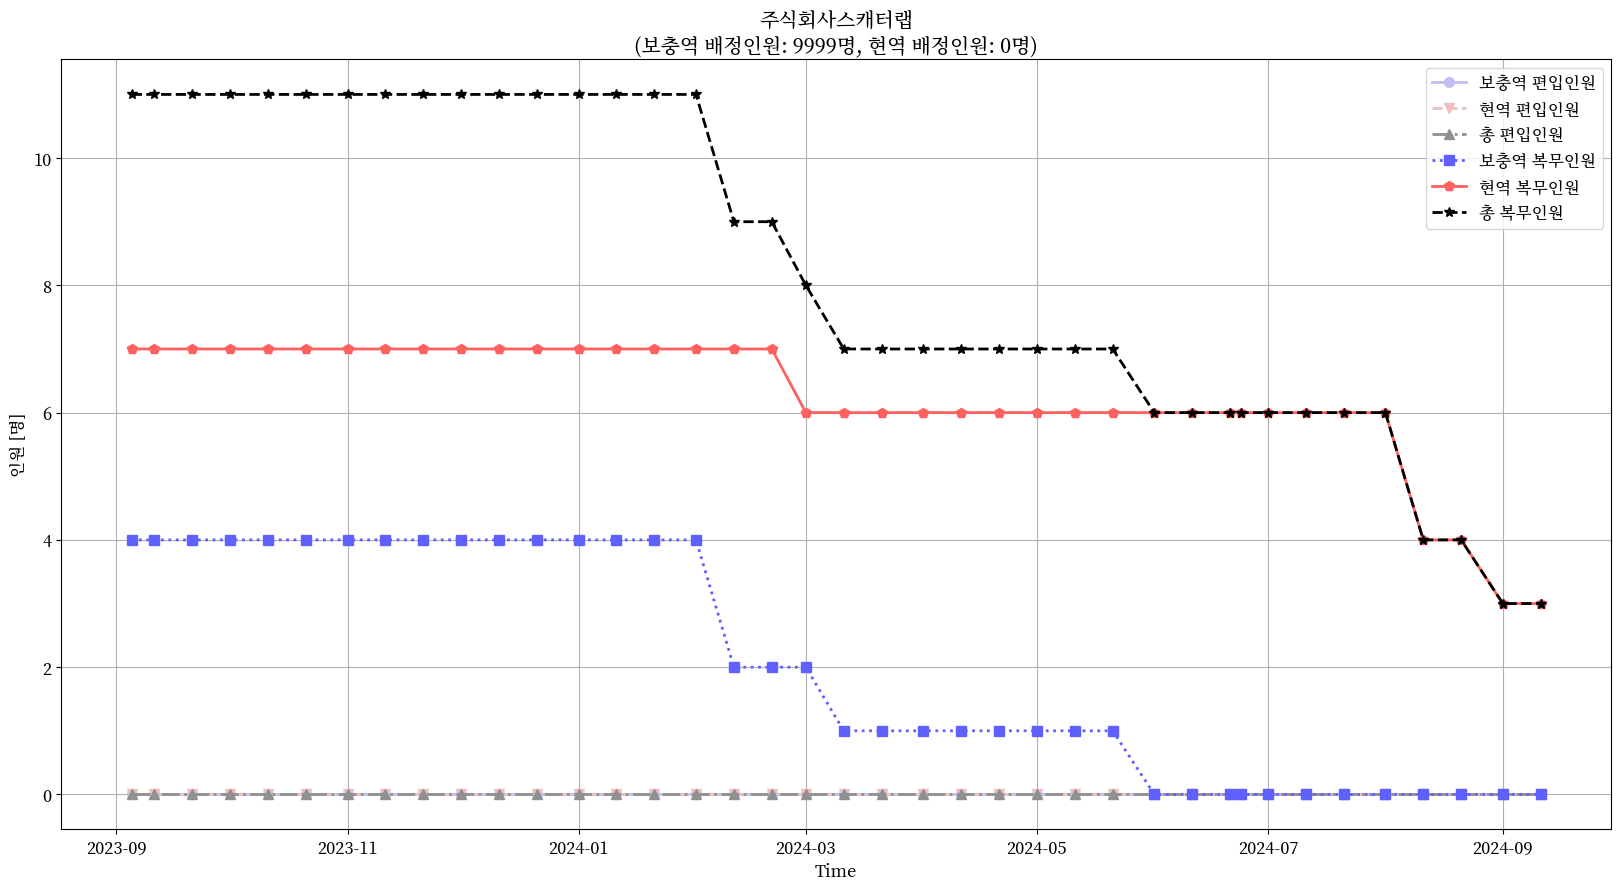 주식회사스캐터랩
(보충역 배정인원: 9999명, 현역 배정인원: 0명)
보충역 편입인원
현역 편입인원
총 편입인원
보충역 복무인원
현역 복무인원
총 복무인원
인원 [명]
10
8
6
4
2
0
2023-09
2023-11
2024-01
2024-03
2024-05
2024-07
2024-09
Time